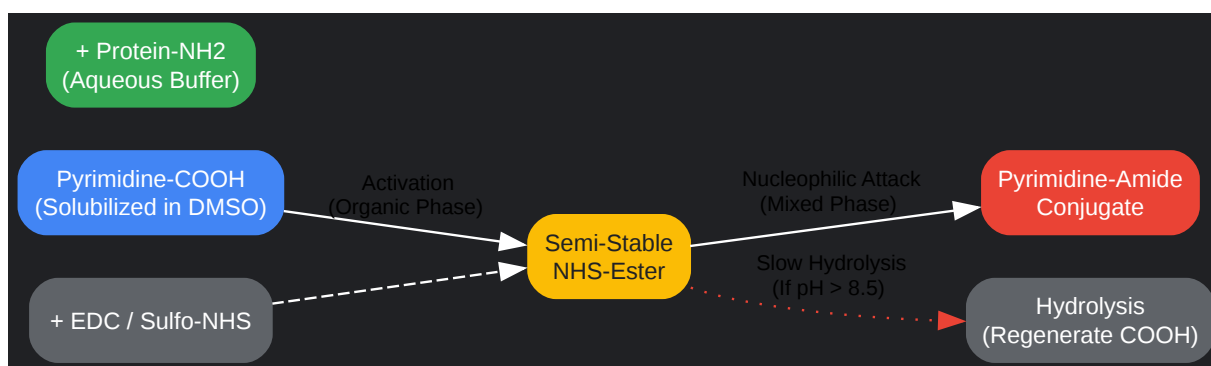 + Protein-NH2
(Aqueous Buffer)
Pyrimidine-COOH
(Solubilized in DMSO)
Activation
(Organic Phase)
+ EDC / Sulfo-NHS
Semi-Stable
NHS-Ester
Nucleophilic Attack
(Mixed Phase)
Pyrimidine-Amide
Conjugate
Slow Hydrolysis
(If pH > 8.5)
Hydrolysis
(Regenerate COOH)